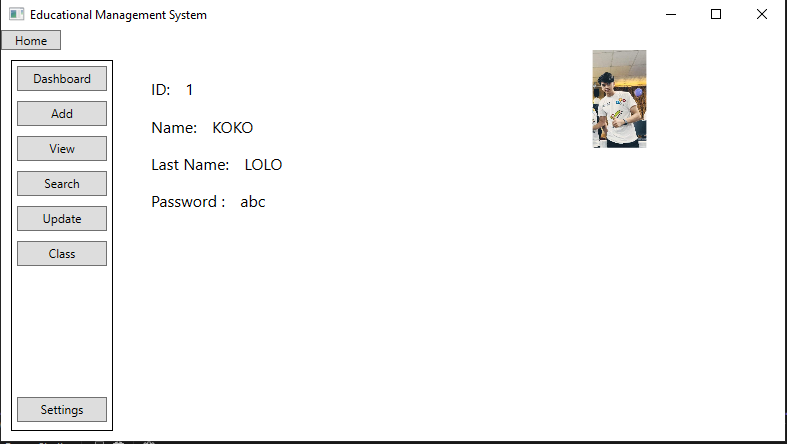 Educational Management System
Home
Dashboard
Add
View
Search
Update
Class
Settings
ID: 1
Name: KOKO
Last Name: LOLO
Password : abc